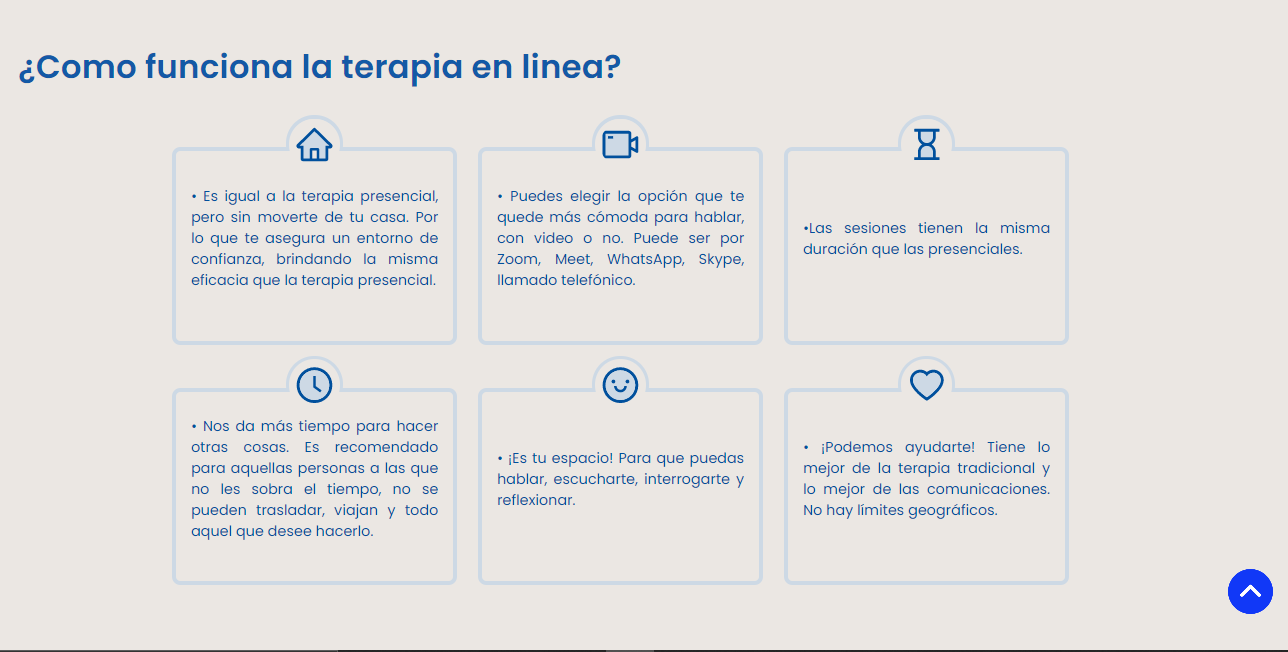 ¿Como funciona la terapia en linea?
• Es igual a la terapia presencial,
pero sin moverte de tu casa. Por
lo que te asegura un entorno de
confianza, brindando la misma
eficacia que la terapia presencial.
• Puedes elegir la opción que te
quede más cómoda para hablar,
con video o no. Puede ser por
Zoom, Meet, WhatsApp, Skype,
llamado telefónico.
•Las sesiones tienen la misma
duración que las presenciales.
• Nos da más tiempo para hacer
otras cosas. Es recomendado
para aquellas personas a las que
no les sobra el tiempo, no se
pueden trasladar, viajan y todo
aquel que desee hacerlo.
• ¡Es tu espacio! Para que puedas
hablar, escucharte, interrogarte y
reflexionar.
• ¡Podemos ayudarte! Tiene lo
mejor de la terapia tradicional y
lo mejor de las comunicaciones.
No hay límites geográficos.